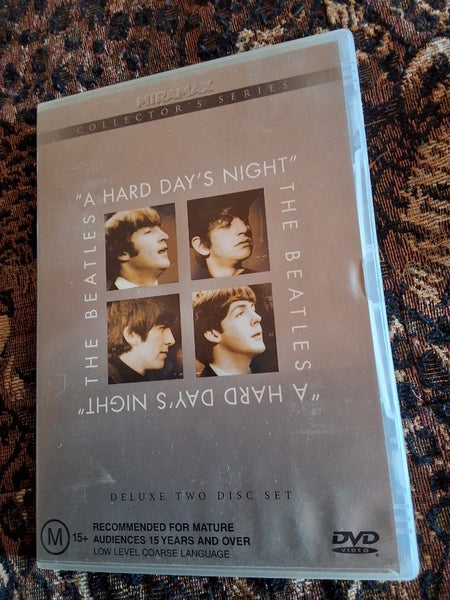 MIRAMAX
COLLECTOR'S SERIES
"A HARD DAY'S NIGHT"
THE BEATLES
THE BEATLES
"A HARD DAY'S NIGHT"
DELUXE TWO DISC SET
M 15+
RECOMMENDED FOR MATURE
AUDIENCES 15 YEARS AND OVER
LOW LEVEL COARSE LANGUAGE
DVD
VIDEO